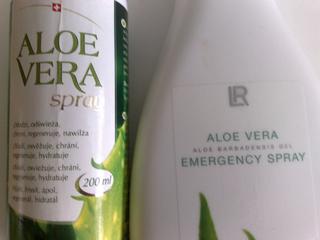 ALOE
VERA
spray
odświeża,
chroni, regeneruje, nawilża
osvěžuje, chrání,
regeneruje, hydratuje
osviežuje, chráni,
regeneruje, hydratuje
ápol,
regenerál, hidratál
200 ml
LR
ALOE VERA
ALOE BARBADENSIS GEL
EMERGENCY SPRAY